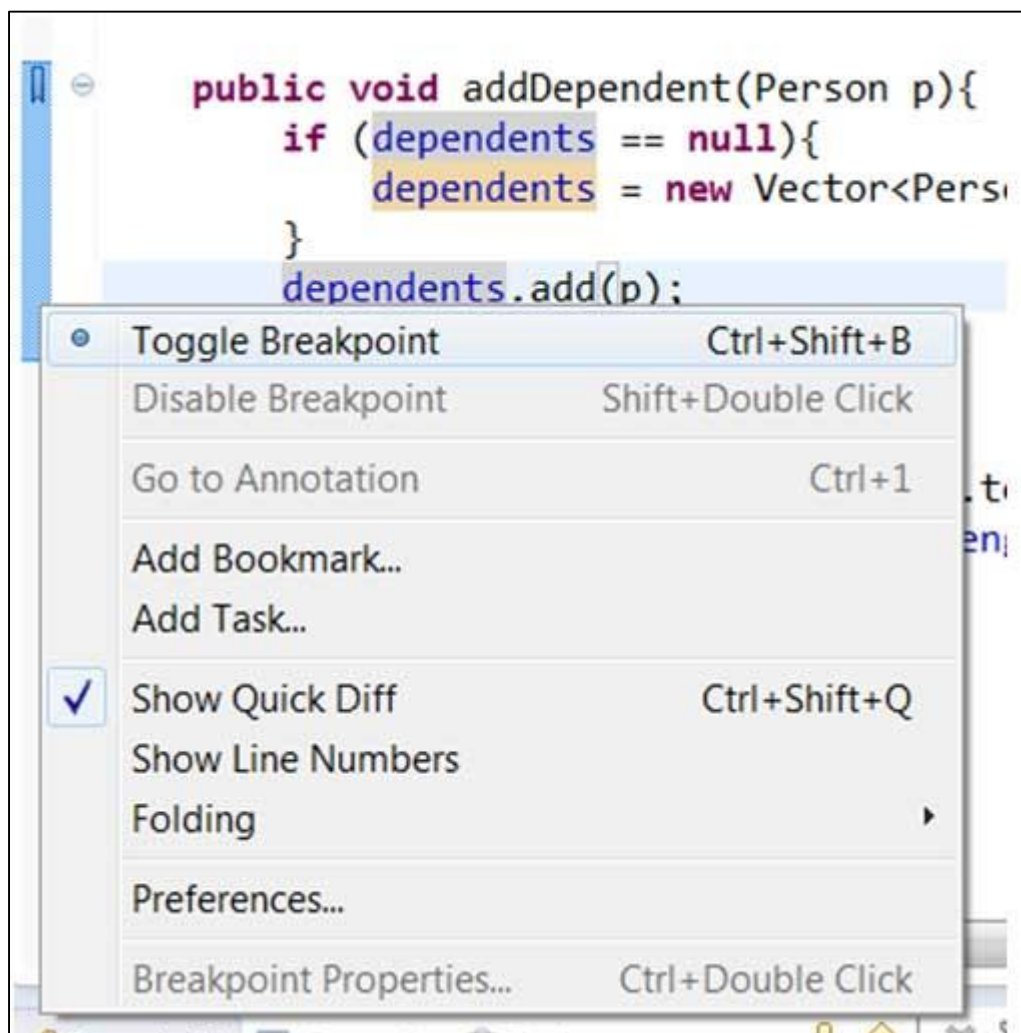 public void addDependent(Person p){
if (dependents == null){
dependents = new Vector<Pers
}
dependents.add(p);
Toggle Breakpoint Ctrl+Shift+B
Disable Breakpoint Shift+Double Click
Go to Annotation Ctrl+1
Add Bookmark...
Add Task...
Show Quick Diff Ctrl+Shift+Q
Show Line Numbers
Folding
Preferences...
Breakpoint Properties... Ctrl+Double Click